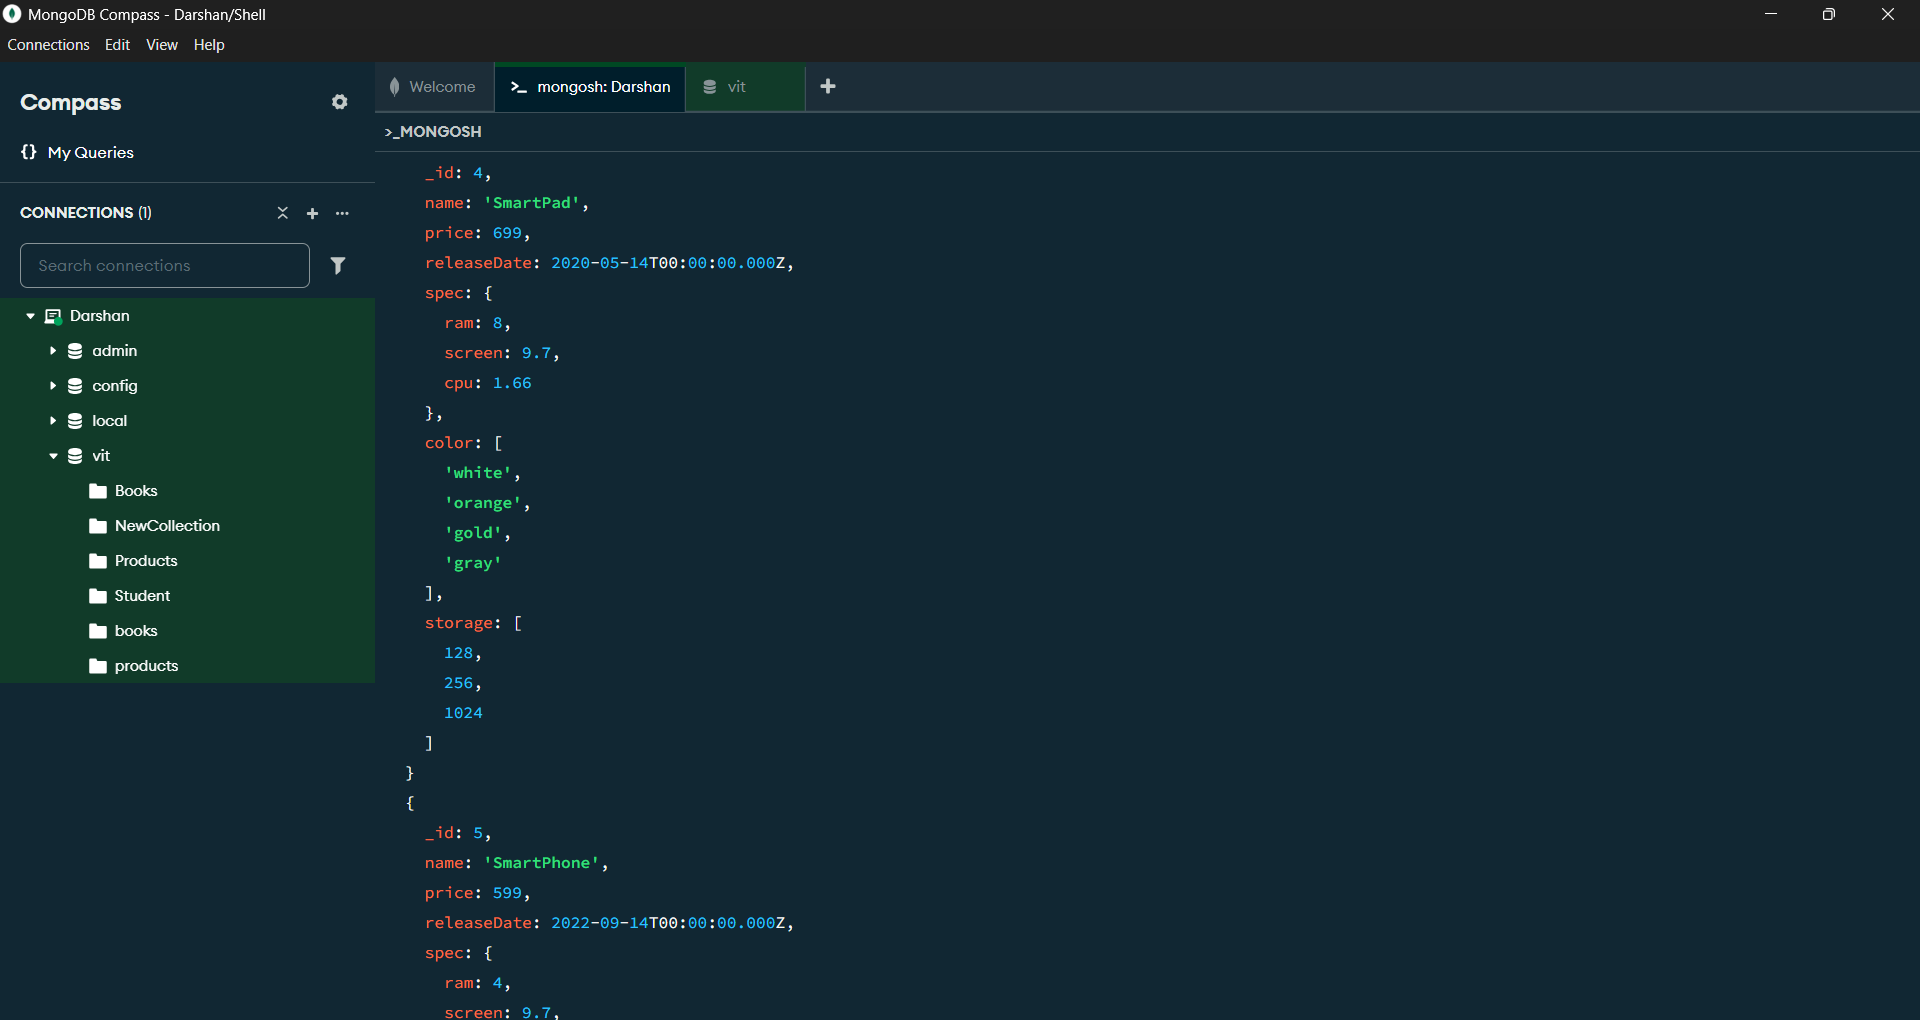 MongoDB Compass - Darshan/Shell
Connections Edit View Help
Compass
{} My Queries
CONNECTIONS (1)
Search connections
Darshan
admin
config
local
vit
Books
NewCollection
Products
Student
books
products
Welcome
>_ mongosh: Darshan
vit
>_MONGOSH
_id: 4,
name: 'SmartPad',
price: 699,
releaseDate: 2020-05-14T00:00:00.000Z,
spec: {
ram: 8,
screen: 9.7,
cpu: 1.66
},
color: [
'white',
'orange',
'gold',
'gray'
],
storage: [
128,
256,
1024
]
}
{
_id: 5,
name: 'SmartPhone',
price: 599,
releaseDate: 2022-09-14T00:00:00.000Z,
spec: {
ram: 4,
screen: 9.7,